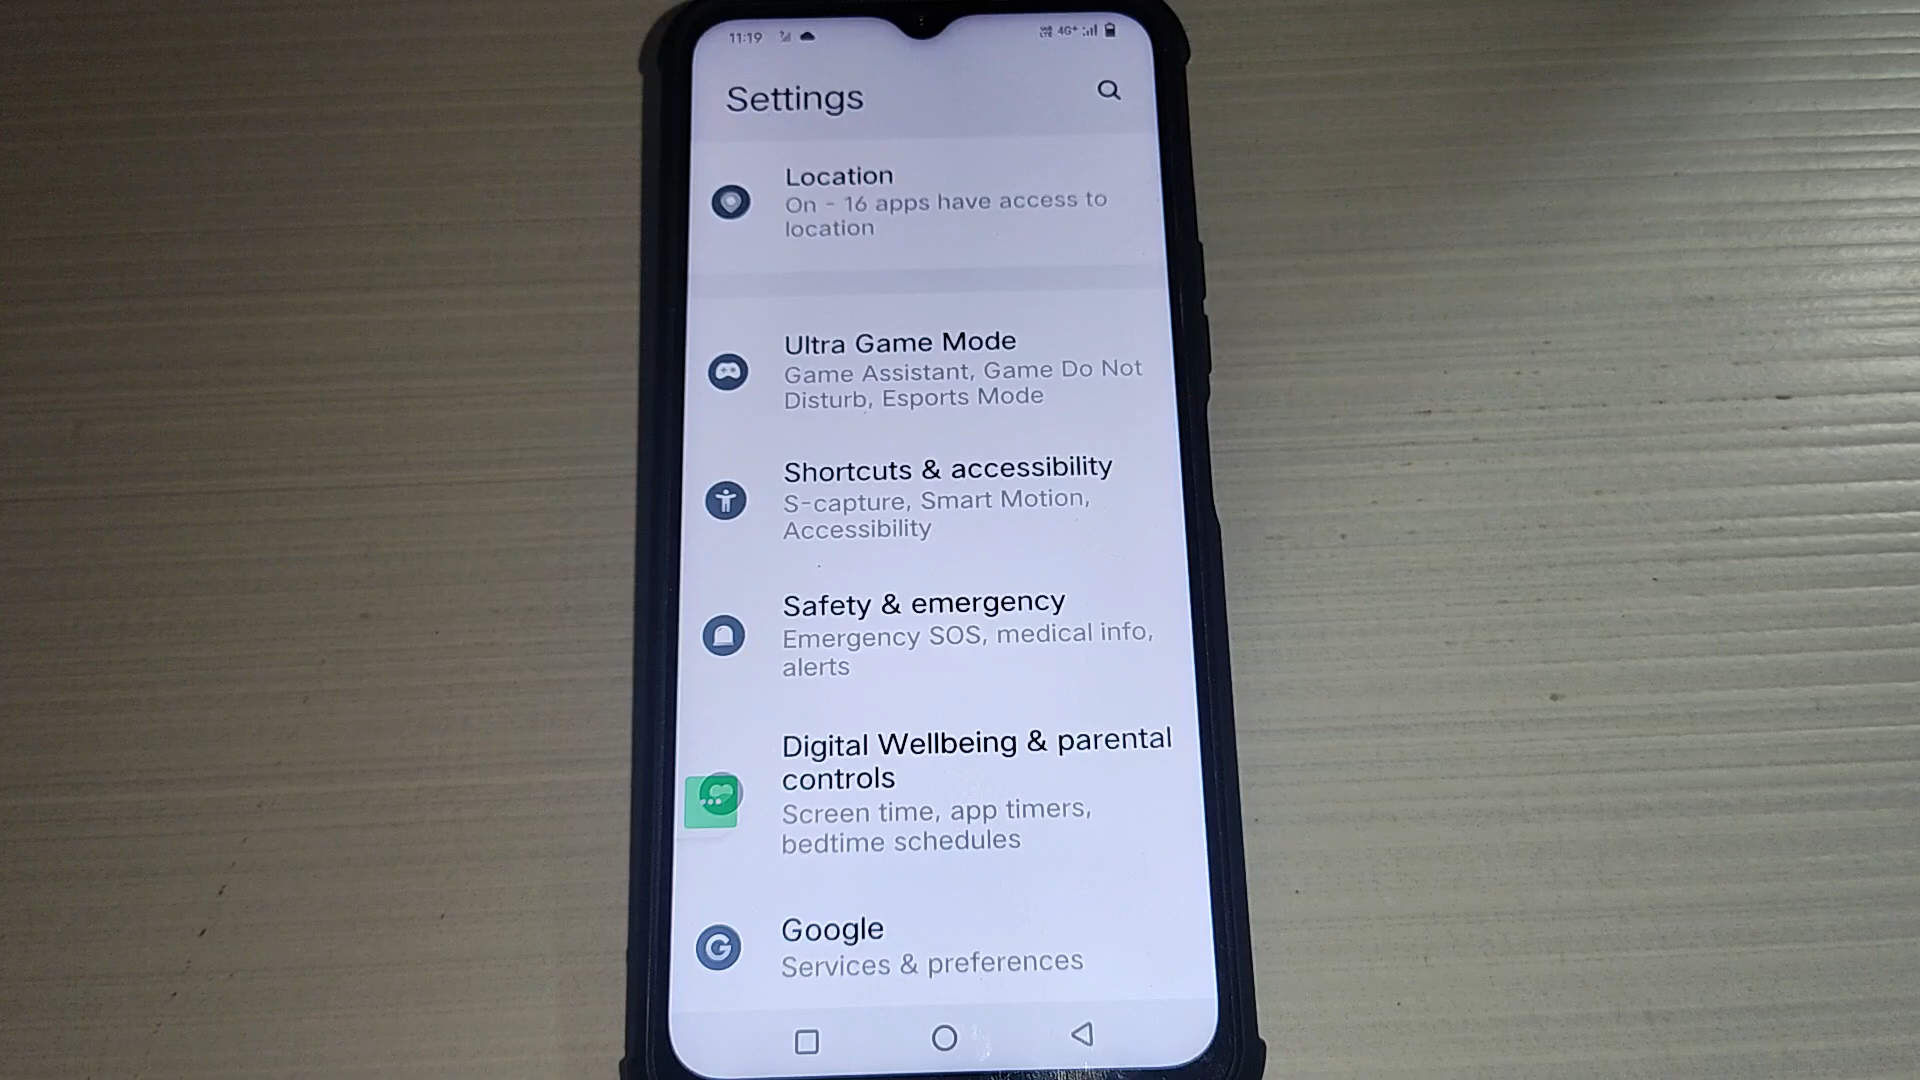 11:19
4G+
Settings
Location
On - 16 apps have access to
location
Ultra Game Mode
Game Assistant, Game Do Not
Disturb, Esports Mode
Shortcuts & accessibility
S-capture, Smart Motion,
Accessibility
Safety & emergency
Emergency SOS, medical info,
alerts
Digital Wellbeing & parental
controls
Screen time, app timers,
bedtime schedules
Google
Services & preferences